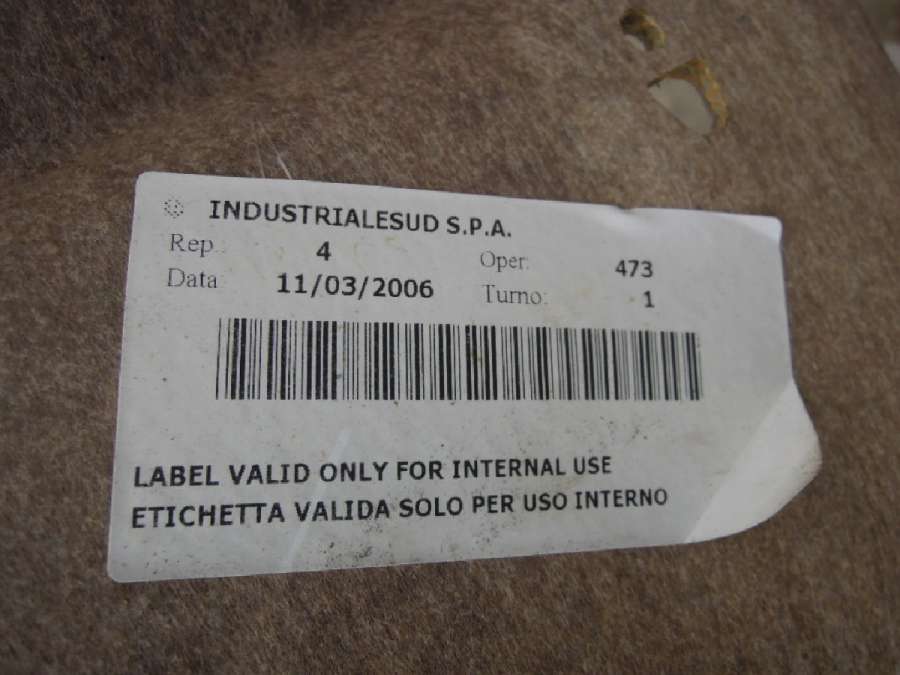 INDUSTRIALESUD S.P.A.
Rep. 4 Oper: 473
Data 11/03/2006 Turno: 1
LABEL VALID ONLY FOR INTERNAL USE
ETICHETTA VALIDA SOLO PER USO INTERNO